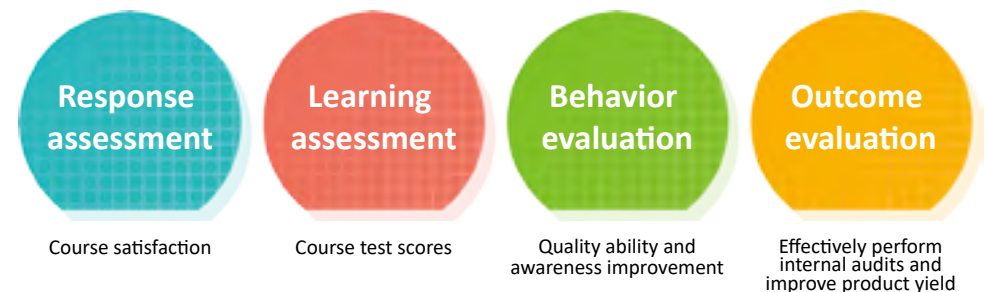 Response
assessment
Course satisfaction
Learning
assessment
Course test scores
Behavior
evaluation
Quality ability and
awareness improvement
Outcome
evaluation
Effectively perform
internal audits and
improve product yield